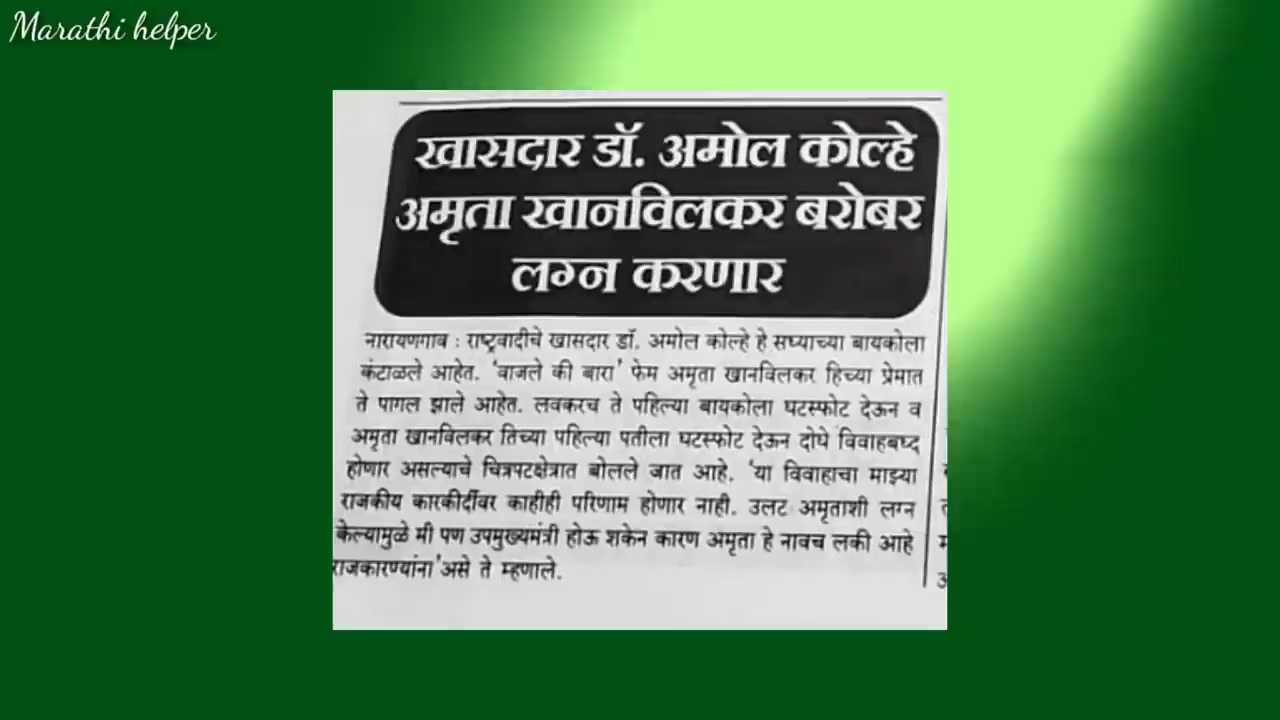 Marathi helper
खासदार डॉ. अमोल कोल्हे
अमृता खानविलकर बरोबर
लग्न करणार
नारायणगाव : राष्ट्रवादीचे खासदार डॉ. अमोल कोल्हे हे सध्याच्या बायकोला
कंटाळले आहेत. 'वाजले की बारा' फेम अमृता खानविलकर हिच्या प्रेमात
ते पागल झाले आहेत. लवकरच ते पहिल्या बायकोला घटस्फोट देऊन व
अमृता खानविलकर तिच्या पहिल्या पतीला घटस्फोट देऊन दोघे विवाहबध्द
होणार असल्याचे चित्रपटक्षेत्रात बोलले जात आहे. 'या विवाहाचा माझ्या
राजकीय कारकीर्दीवर काहीही परिणाम होणार नाही. उलट अमृताशी लग्न
केल्यामुळे मी पण उपमुख्यमंत्री होऊ शकेन कारण अमृता हे नावच लकी आहे
राजकारण्यांना'असे ते म्हणाले.